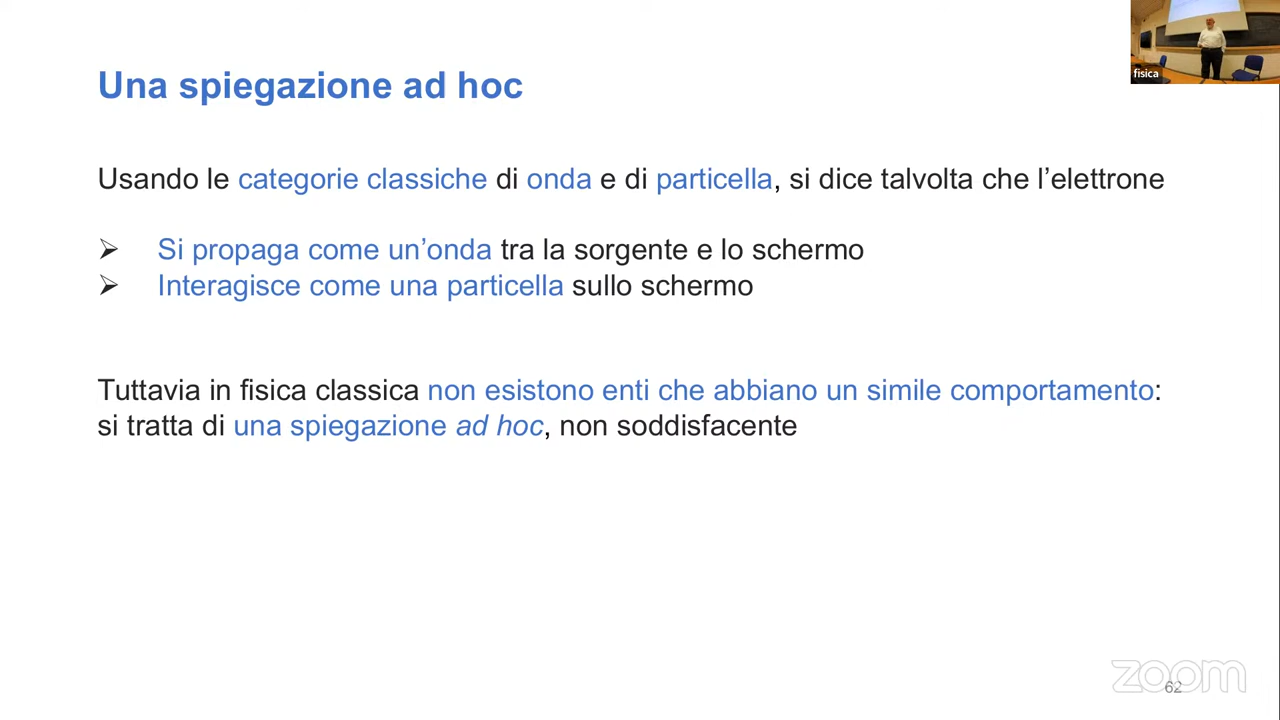 Una spiegazione ad hoc
fisica
Usando le categorie classiche di onda e di particella, si dice talvolta che l’elettrone
➢ Si propaga come un’onda tra la sorgente e lo schermo
➢ Interagisce come una particella sullo schermo
Tuttavia in fisica classica non esistono enti che abbiano un simile comportamento:
si tratta di una spiegazione ad hoc, non soddisfacente
zoom
62